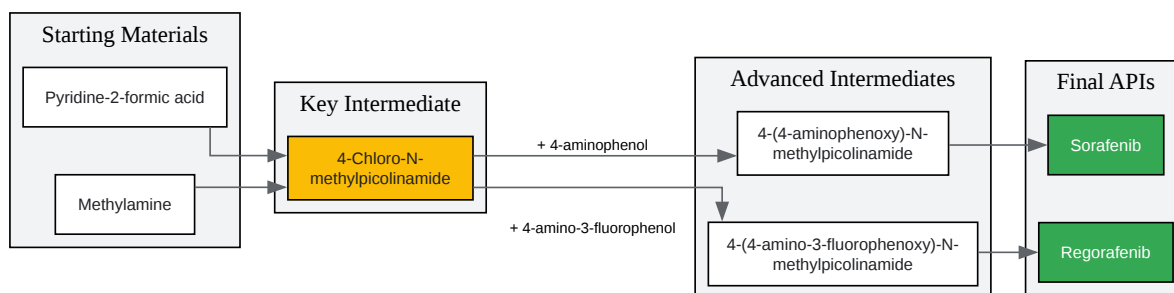 Starting Materials
Pyridine-2-formic acid
Methylamine
Key Intermediate
4-Chloro-N-
methylpicolinamide
+ 4-aminophenol
+ 4-amino-3-fluorophenol
Advanced Intermediates
4-(4-aminophenoxy)-N-
methylpicolinamide
4-(4-amino-3-fluorophenoxy)-N-
methylpicolinamide
Final APIs
Sorafenib
Regorafenib